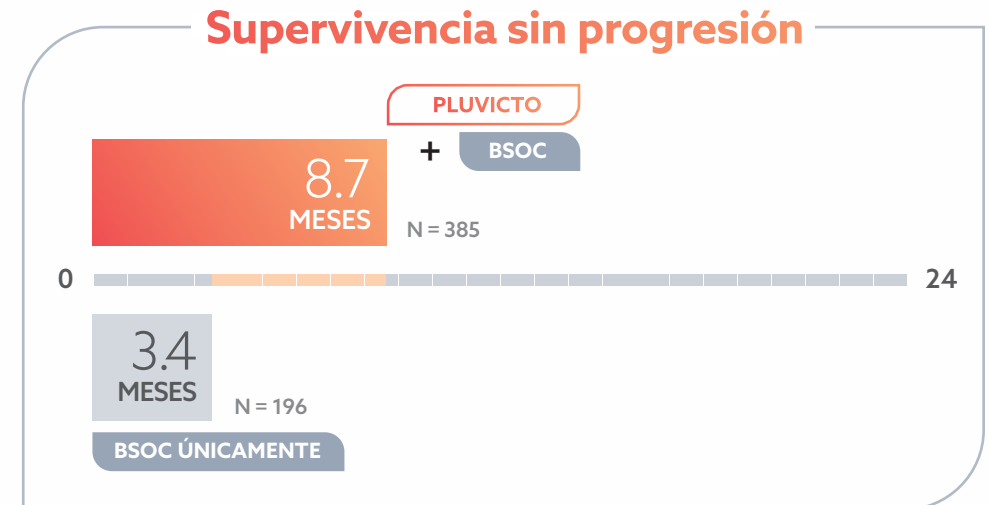 Supervivencia sin progresión
PLUVICTO
+ BSOC
8.7
MESES
N = 385
0 24
3.4
MESES
N = 196
BSOC ÚNICAMENTE